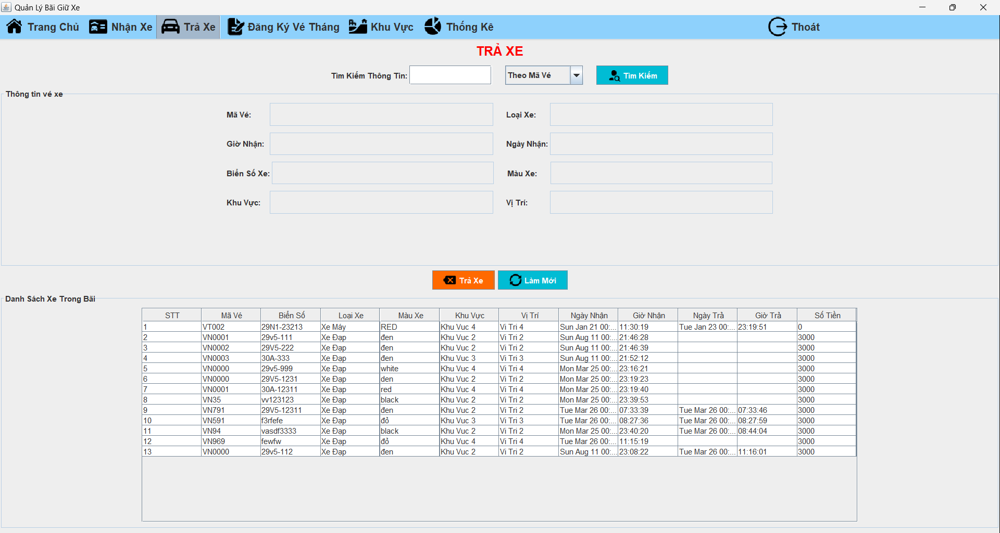 Quản Lý Bãi Giữ Xe
Trang Chủ Nhận Xe Trả Xe Đăng Ký Vé Tháng Khu Vực Thống Kê Thoát
TRẢ XE
Tìm Kiếm Thông Tin: Theo Mã Vé Tìm Kiếm
Thông tin vé xe
Mã Vé: Loại Xe:
Giờ Nhận: Ngày Nhận:
Biển Số Xe: Màu Xe:
Khu Vực: Vị Trí:
Trả Xe Làm Mới
Danh Sách Xe Trong Bãi
STT Mã Vé Biển Số Loại Xe Màu Xe Khu Vực Vị Trí Ngày Nhận Giờ Nhận Ngày Trả Giờ Trả Số Tiền
1 VT002 29N1-23213 Xe Máy RED Khu Vuc 4 Vi Tri 4 Sun Jan 21 00:... 11:30:19 Tue Jan 23 00:... 23:19:51 0
2 VN0001 29v5-111 Xe Đạp đen Khu Vuc 2 Vi Tri 2 Sun Aug 11 00:... 21:46:28 3000
3 VN0002 29V5-222 Xe Đạp đen Khu Vuc 2 Vi Tri 2 Sun Aug 11 00:... 21:46:39 3000
4 VN0003 30A-333 Xe Đạp đen Khu Vuc 3 Vi Tri 3 Sun Aug 11 00:... 21:52:12 3000
5 VN0000 29v5-999 Xe Đạp white Khu Vuc 4 Vi Tri 4 Mon Mar 25 00:... 23:16:21 3000
6 VN0000 29V5-1231 Xe Đạp den Khu Vuc 2 Vi Tri 2 Mon Mar 25 00:... 23:19:23 3000
7 VN0001 30A-12311 Xe Đạp red Khu Vuc 4 Vi Tri 4 Mon Mar 25 00:... 23:19:40 3000
8 VN35 vv123123 Xe Đạp black Khu Vuc 2 Vi Tri 2 Mon Mar 25 00:... 23:39:53 3000
9 VN791 29V5-12311 Xe Đạp đen Khu Vuc 2 Vi Tri 2 Tue Mar 26 00:... 07:33:39 Tue Mar 26 00:... 07:33:46 3000
10 VN591 f3rfefe Xe Đạp đỏ Khu Vuc 3 Vi Tri 3 Tue Mar 26 00:... 08:27:36 Tue Mar 26 00:... 08:27:59 3000
11 VN94 vasdf3333 Xe Đạp black Khu Vuc 2 Vi Tri 2 Mon Mar 25 00:... 23:40:20 Tue Mar 26 00:... 08:44:04 3000
12 VN969 fewfw Xe Đạp đỏ Khu Vuc 4 Vi Tri 4 Tue Mar 26 00:... 11:15:19 3000
13 VN0000 29v5-112 Xe Đạp đen Khu Vuc 2 Vi Tri 2 Sun Aug 11 00:... 23:08:22 Tue Mar 26 00:... 11:16:01 3000